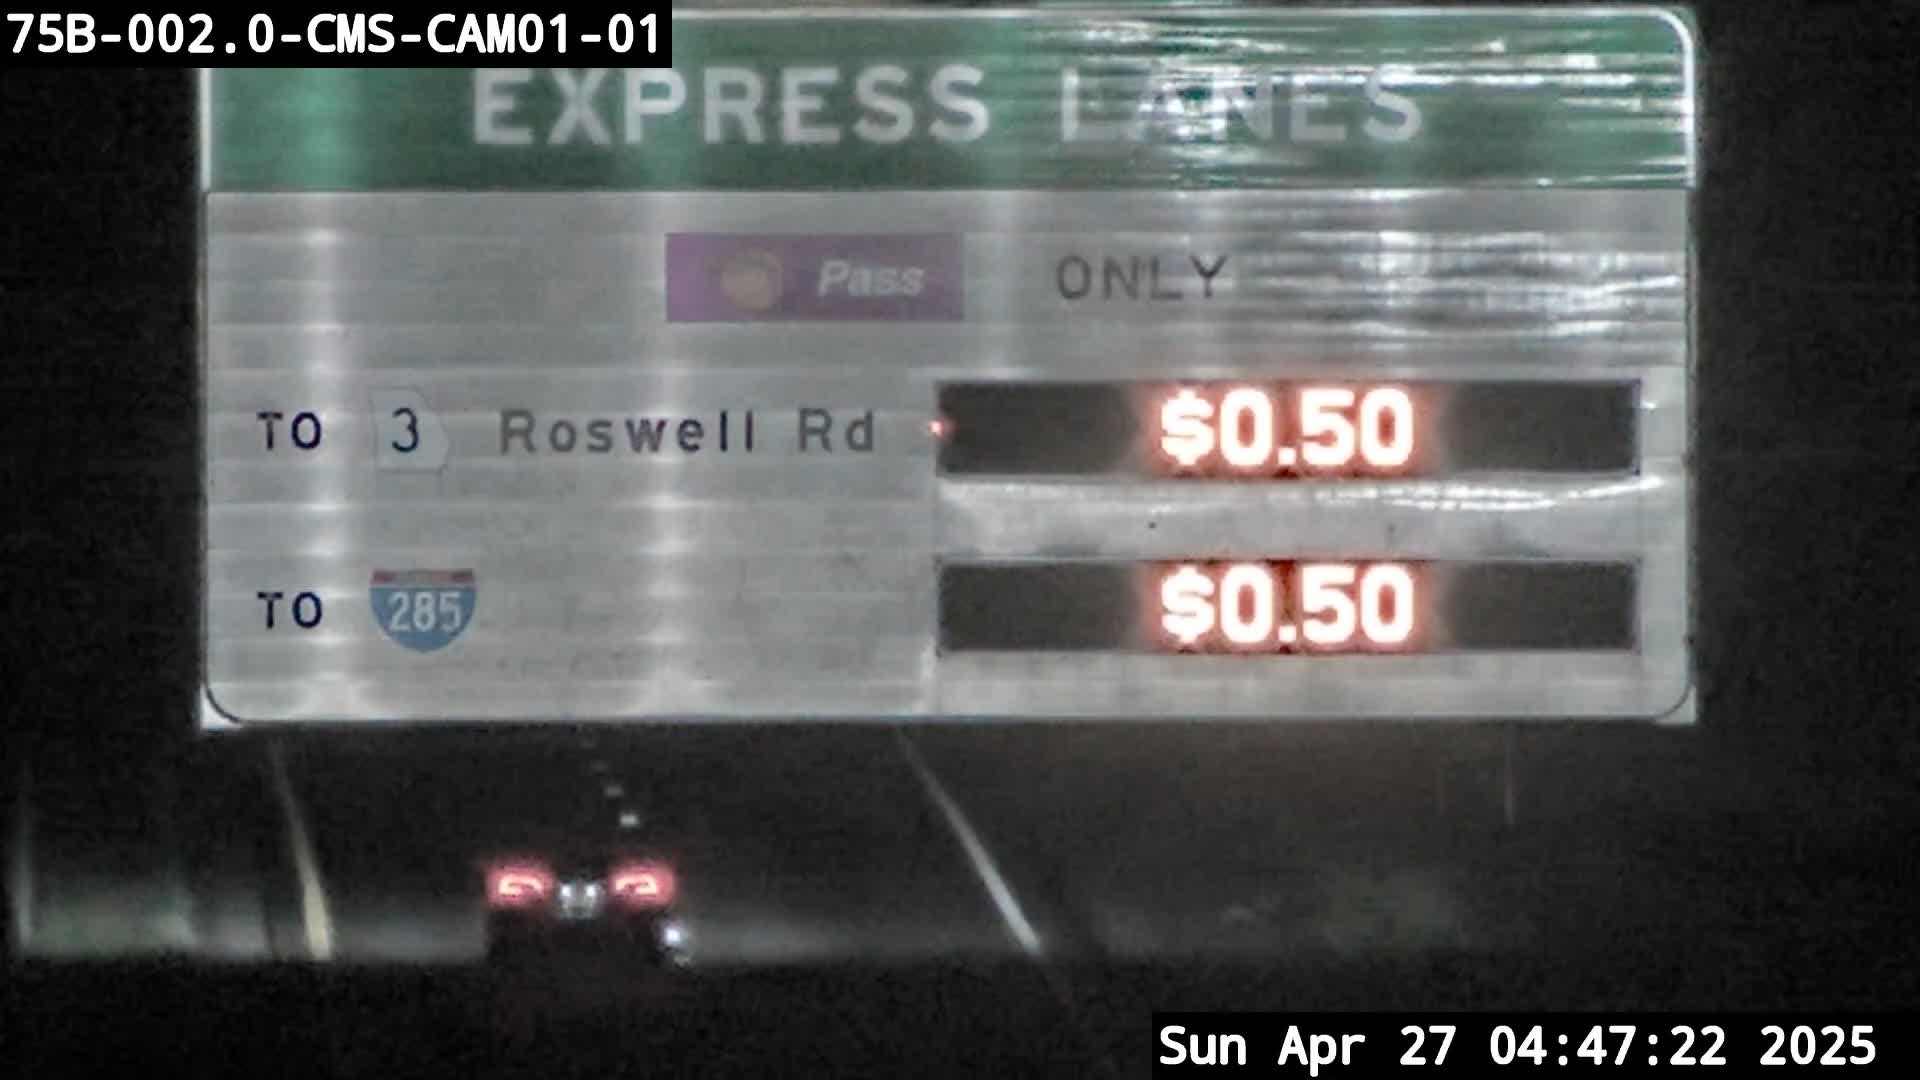 75B-002.0-CMS-CAM01-01
EXPRESS LANES
Pass ONLY
TO 3 Roswell Rd $0.50
TO 285 $0.50
Sun Apr 27 04:47:22 2025